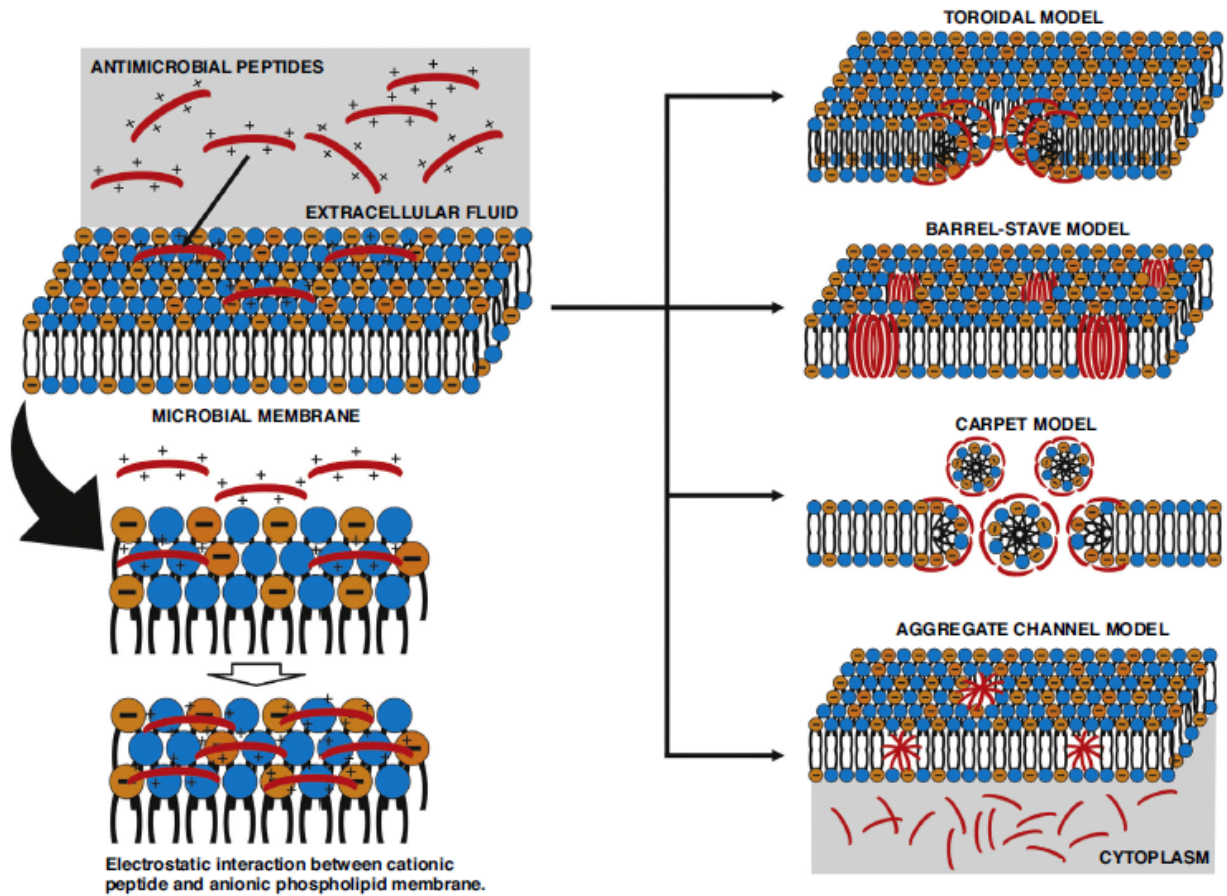 ANTIMICROBIAL PEPTIDES
EXTRACELLULAR FLUID
MICROBIAL MEMBRANE
Electrostatic interaction between cationic
peptide and anionic phospholipid membrane.
TOROIDAL MODEL
BARREL-STAVE MODEL
CARPET MODEL
AGGREGATE CHANNEL MODEL
CYTOPLASM